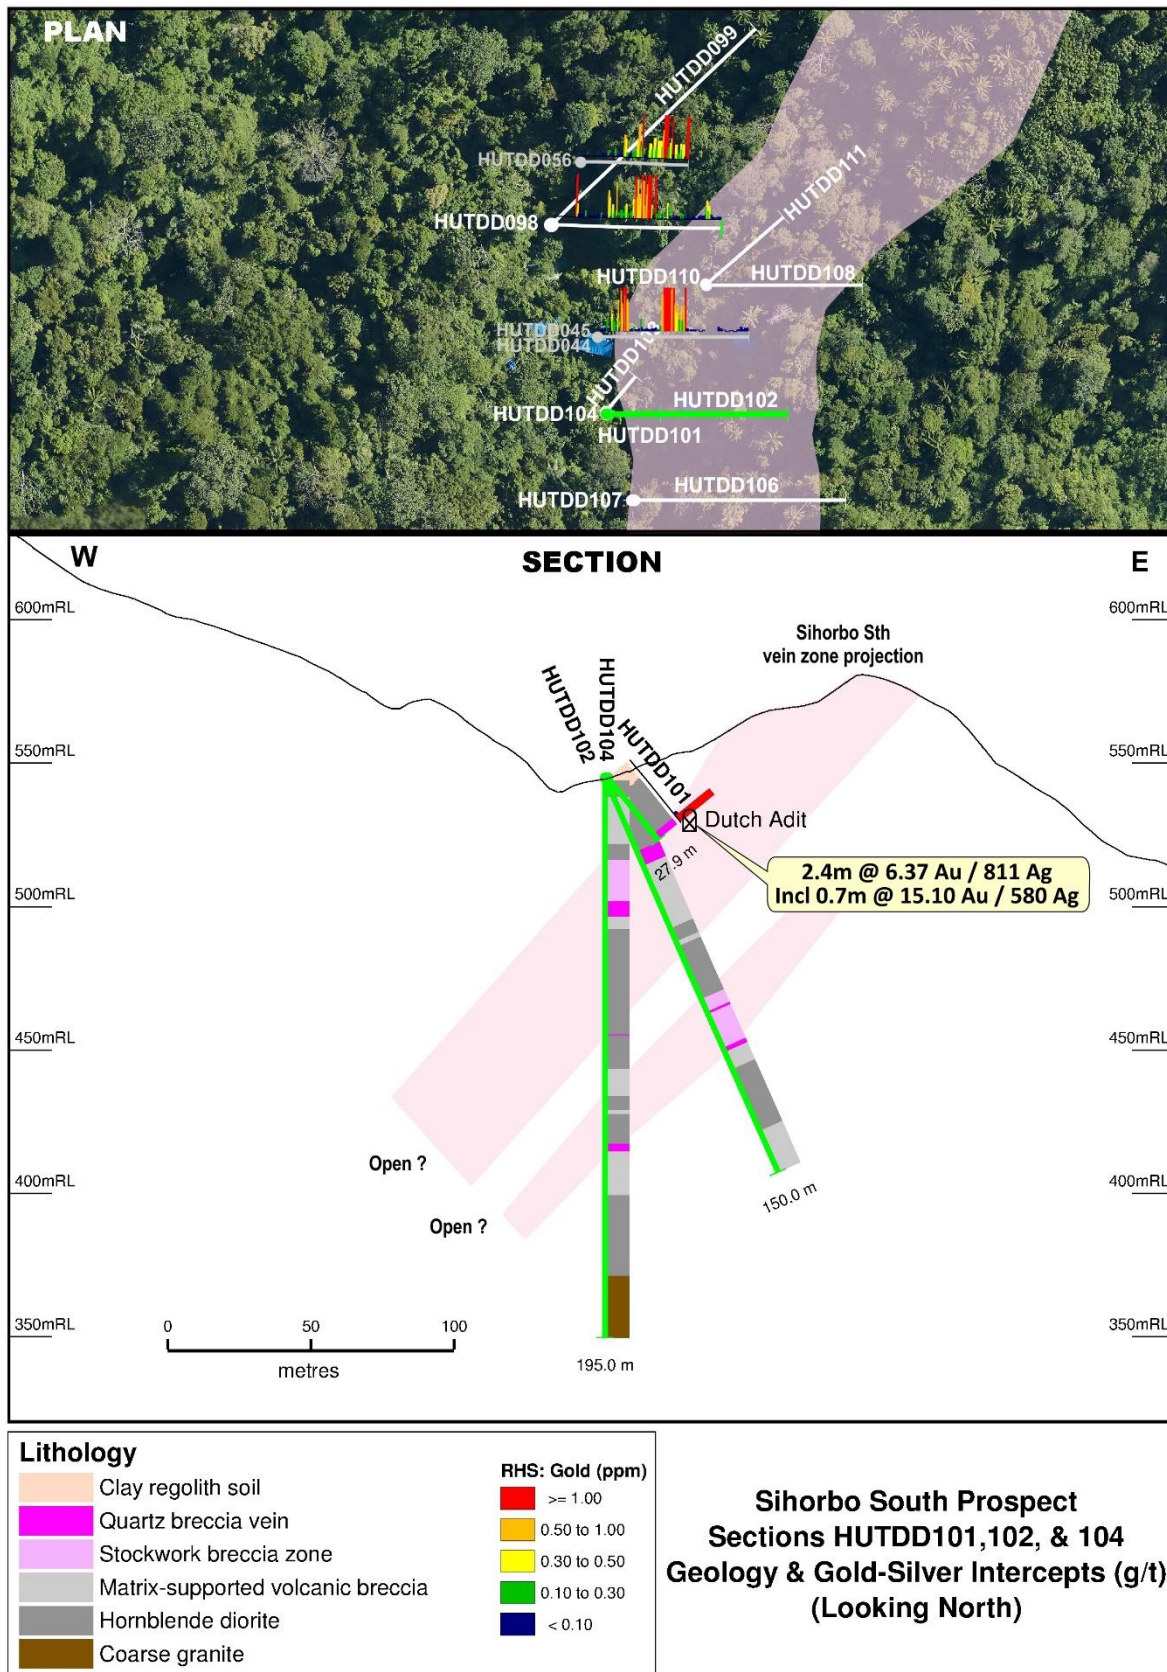 PLAN
HUTDD099
HUTDD056
HUTDD111
HUTDD098
HUTDD110
HUTDD108
HUTDD045
HUTDD044
HUTDD103
HUTDD104
HUTDD102
HUTDD101
HUTDD107
HUTDD106
W
SECTION
E
600mRL
600mRL
Sihorbo Sth
vein zone projection
HUTDD102
HUTDD104
HUTDD101
550mRL
550mRL
Dutch Adit
27.9 m
2.4m @ 6.37 Au / 811 Ag
Incl 0.7m @ 15.10 Au / 580 Ag
500mRL
500mRL
450mRL
450mRL
Open ?
400mRL
400mRL
150.0 m
Open ?
350mRL
350mRL
0 50 100
metres
195.0 m
Lithology
Clay regolith soil
Quartz breccia vein
Stockwork breccia zone
Matrix-supported volcanic breccia
Hornblende diorite
Coarse granite
RHS: Gold (ppm)
>= 1.00
0.50 to 1.00
0.30 to 0.50
0.10 to 0.30
< 0.10
Sihorbo South Prospect
Sections HUTDD101,102, & 104
Geology & Gold-Silver Intercepts (g/t)
(Looking North)